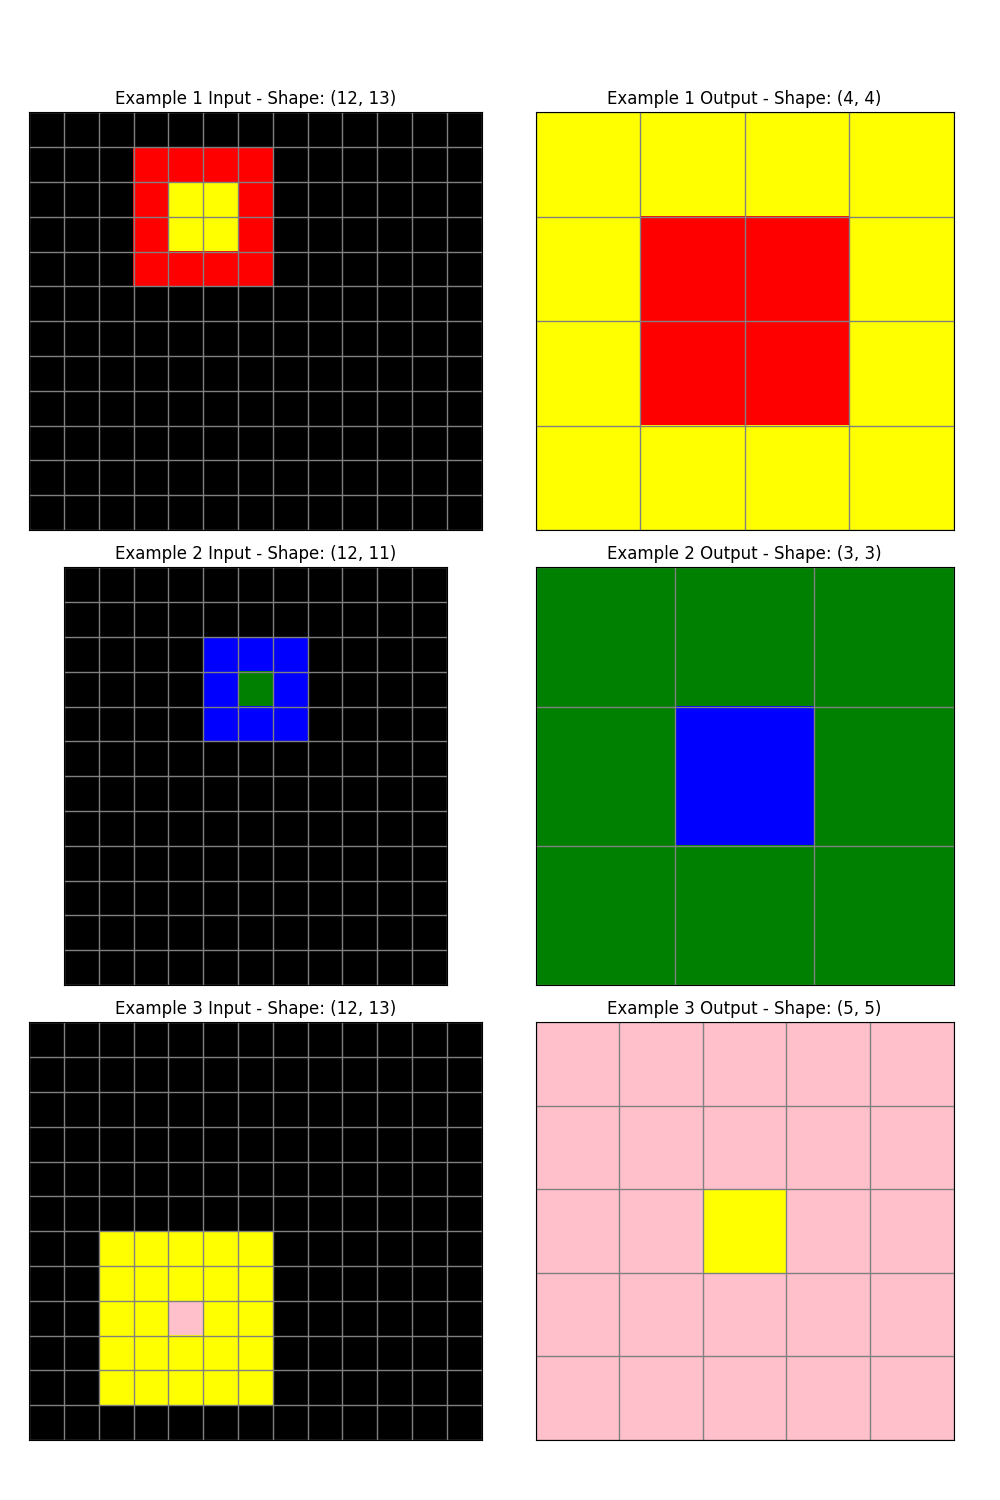 Example 1 Input - Shape: (12, 13)
Example 1 Output - Shape: (4, 4)
Example 2 Input - Shape: (12, 11)
Example 2 Output - Shape: (3, 3)
Example 3 Input - Shape: (12, 13)
Example 3 Output - Shape: (5, 5)